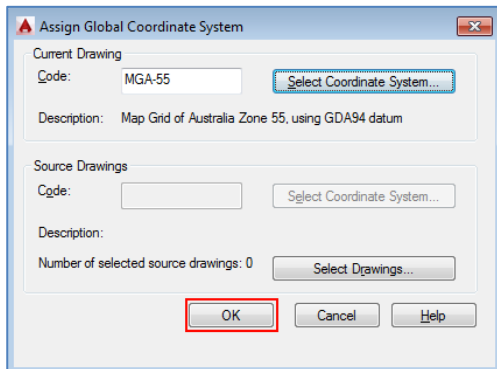 Assign Global Coordinate System
Current Drawing
Code: MGA-55 Select Coordinate System...
Description: Map Grid of Australia Zone 55, using GDA94 datum
Source Drawings
Code: Select Coordinate System...
Description:
Number of selected source drawings: 0 Select Drawings...
OK Cancel Help